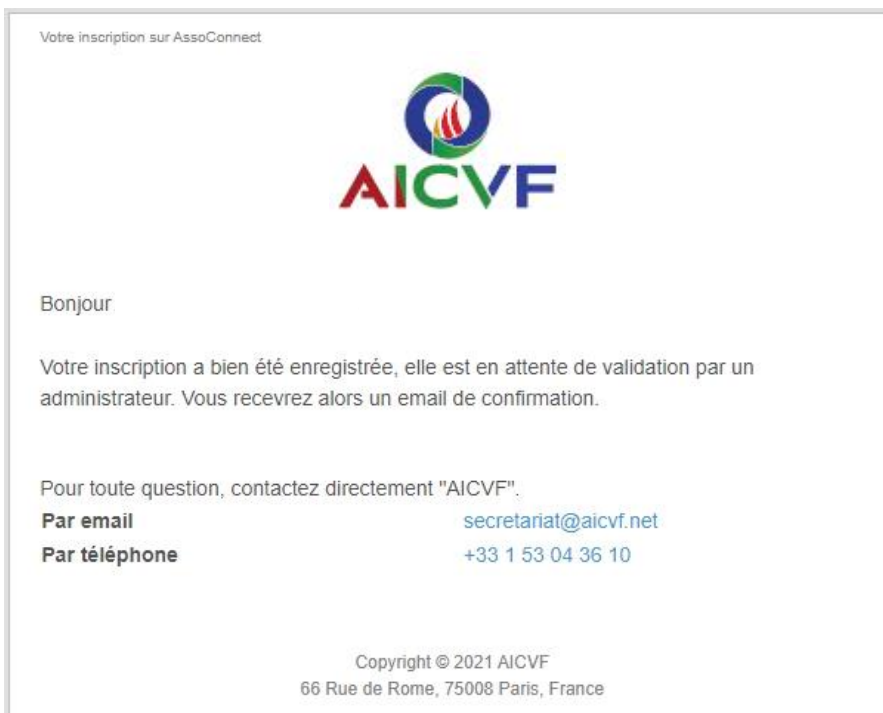 Votre inscription sur AssoConnect
AICVF
Bonjour
Votre inscription a bien été enregistrée, elle est en attente de validation par un
administrateur. Vous recevrez alors un email de confirmation.
Pour toute question, contactez directement "AICVF".
Par email secretariat@aicvf.net
Par téléphone +33 1 53 04 36 10
Copyright © 2021 AICVF
66 Rue de Rome, 75008 Paris, France